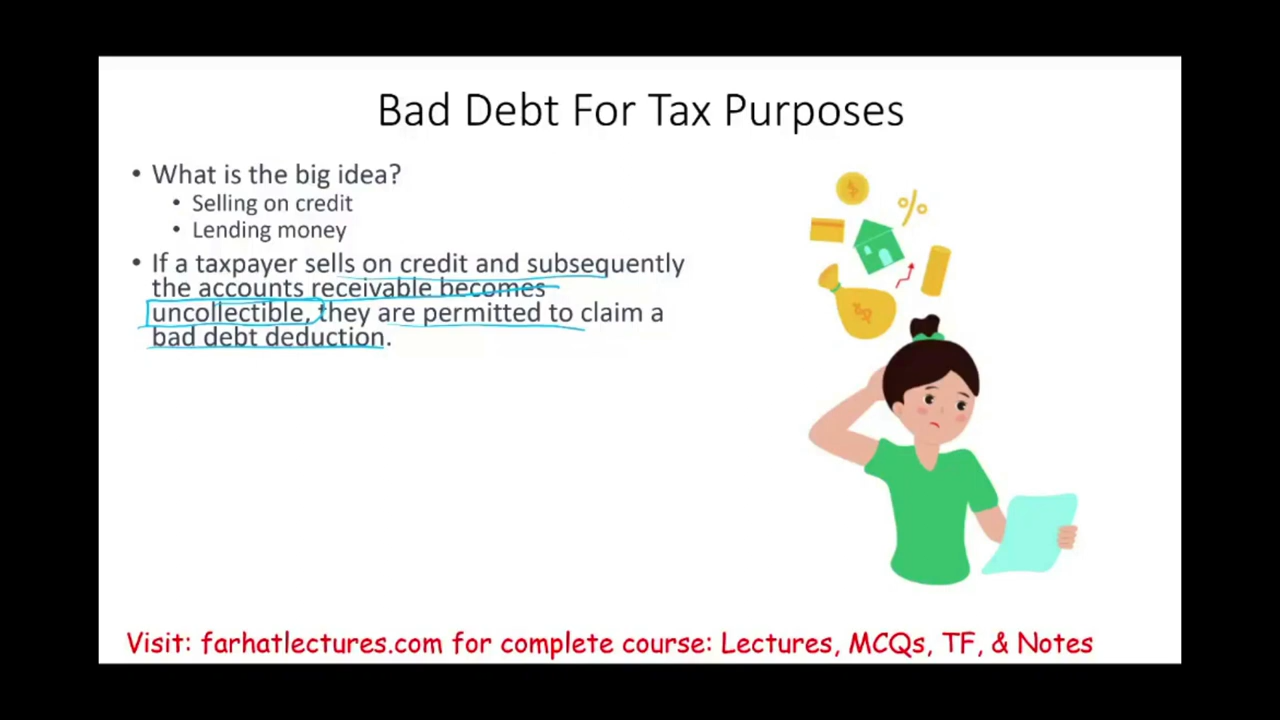 Bad Debt For Tax Purposes
• What is the big idea?
• Selling on credit
• Lending money
• If a taxpayer sells on credit and subsequently
the accounts receivable becomes
uncollectible, they are permitted to claim a
bad debt deduction.
$
%
Visit: farhatlectures.com for complete course: Lectures, MCQs, TF, & Notes